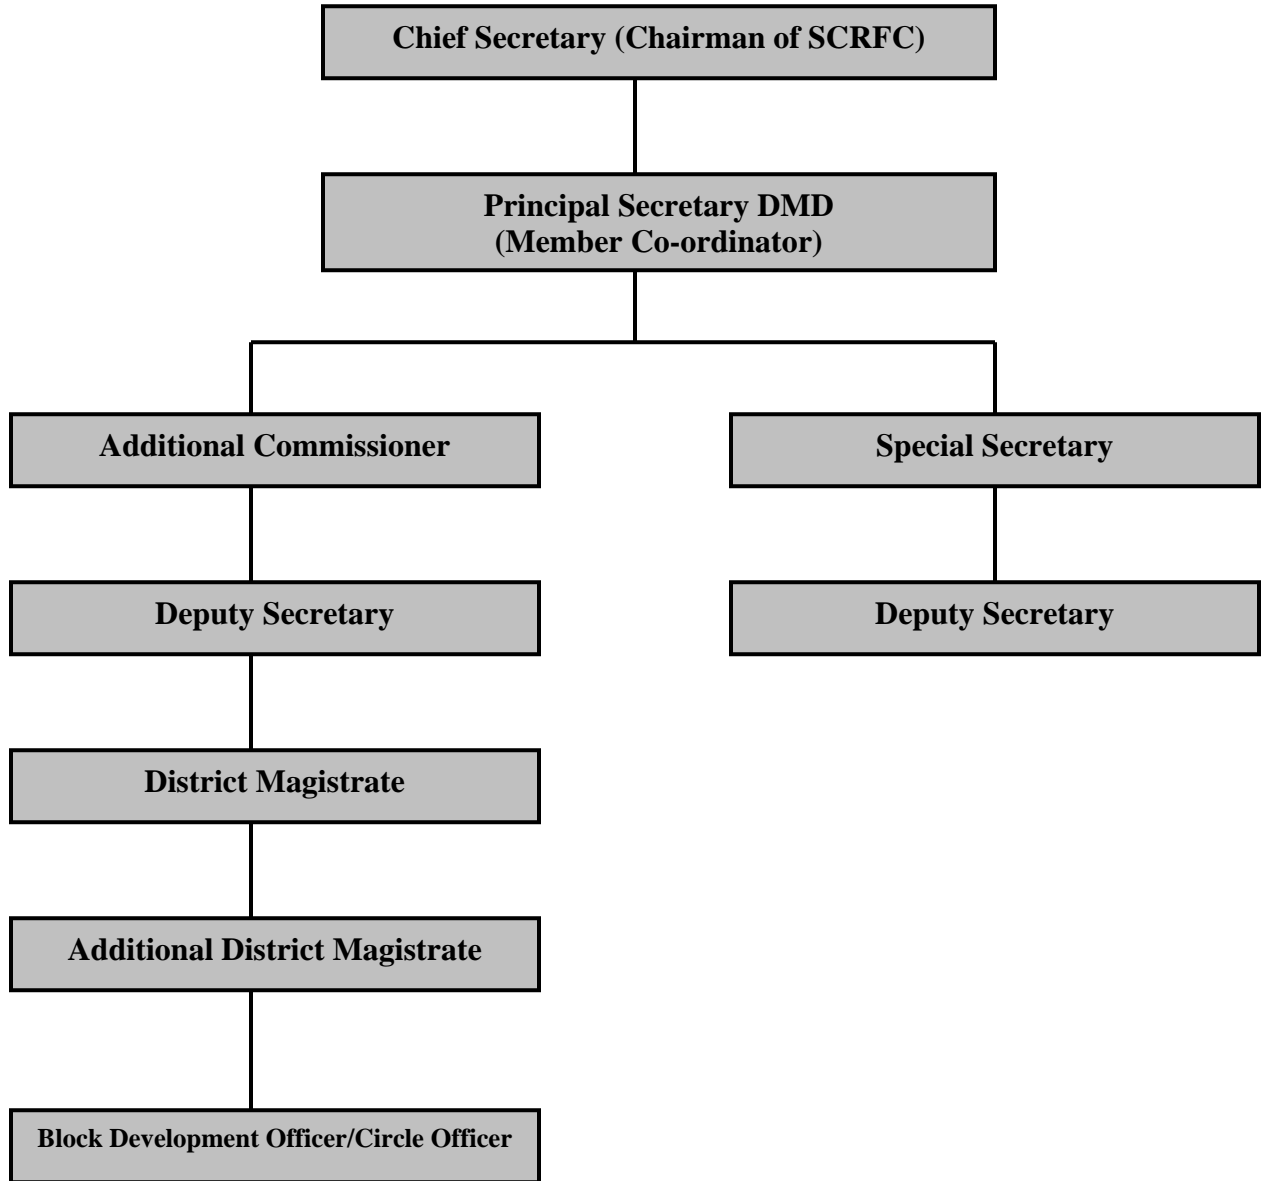 Chief Secretary (Chairman of SCRFC)
Principal Secretary DMD
(Member Co-ordinator)
Additional Commissioner
Special Secretary
Deputy Secretary
Deputy Secretary
District Magistrate
Additional District Magistrate
Block Development Officer/Circle Officer